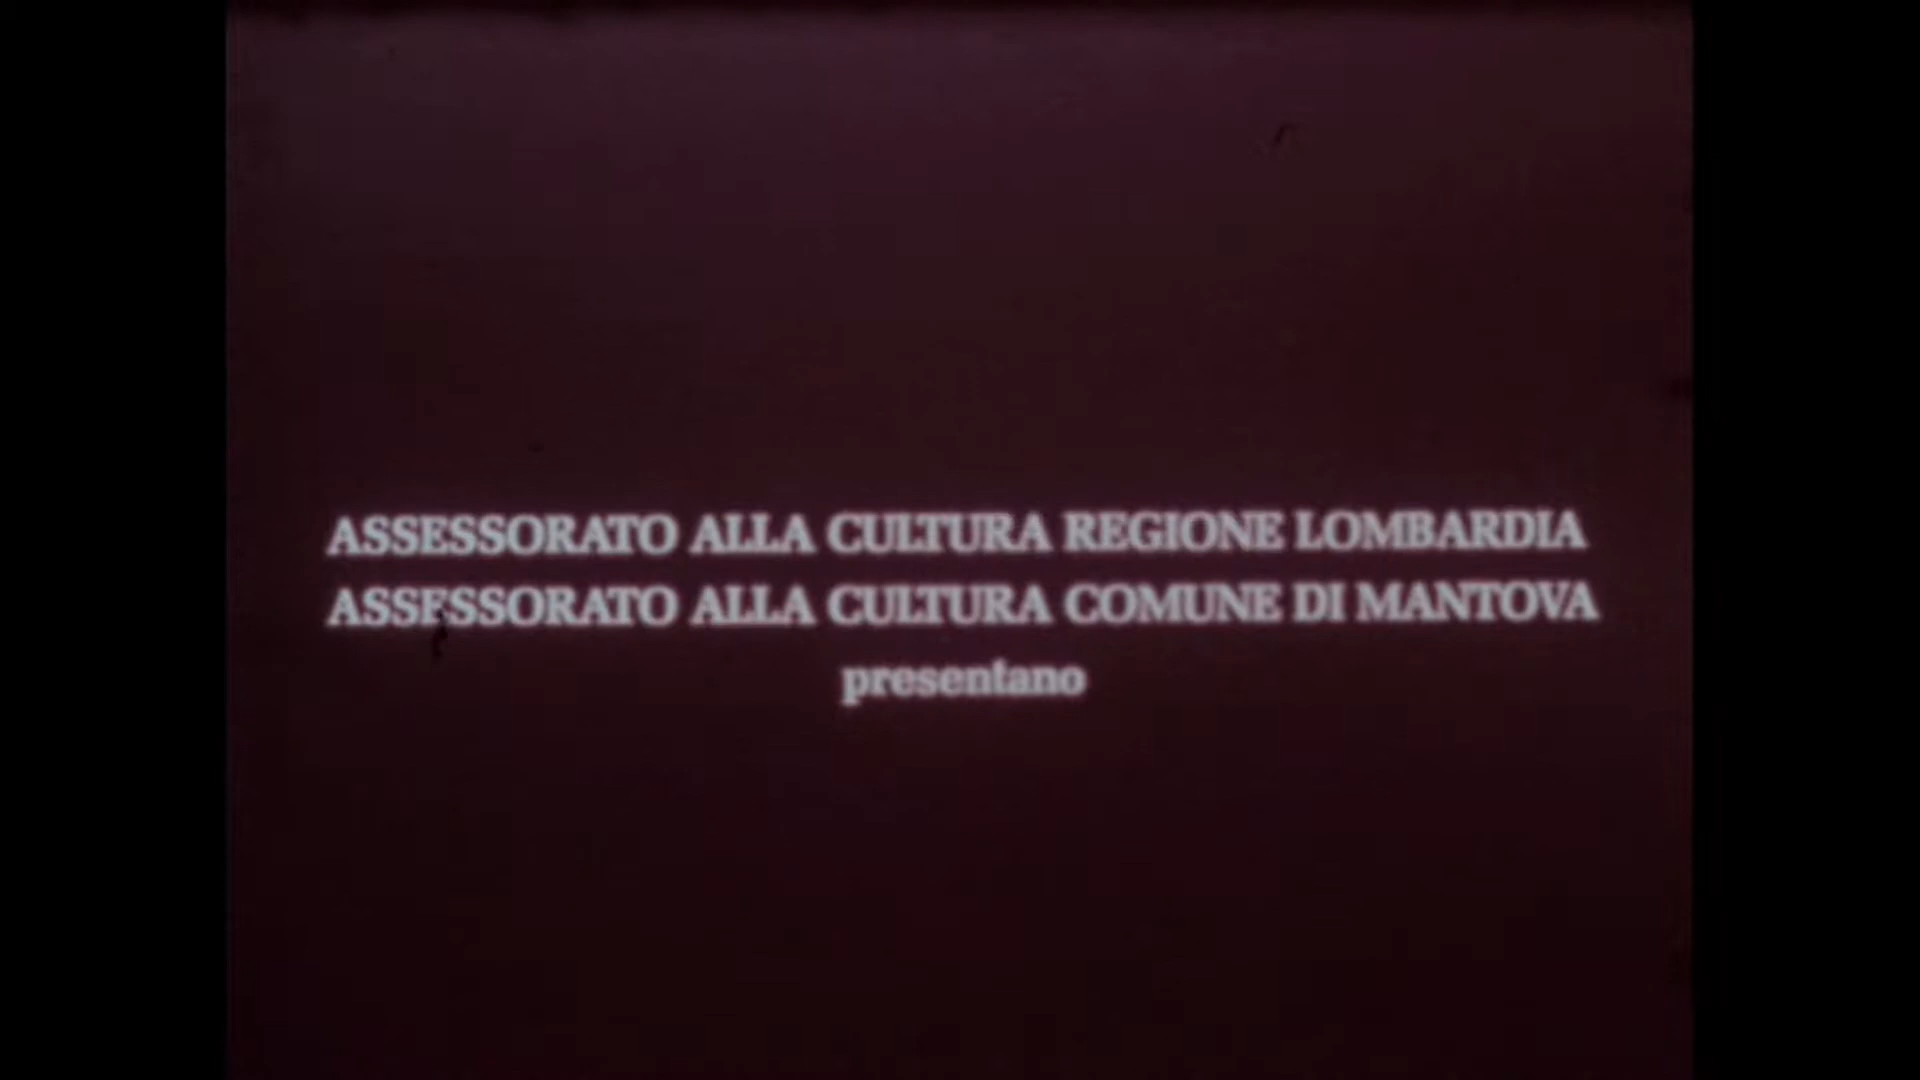 ASSESSORATO ALLA CULTURA REGIONE LOMBARDIA
ASSESSORATO ALLA CULTURA COMUNE DI MANTOVA
presentano